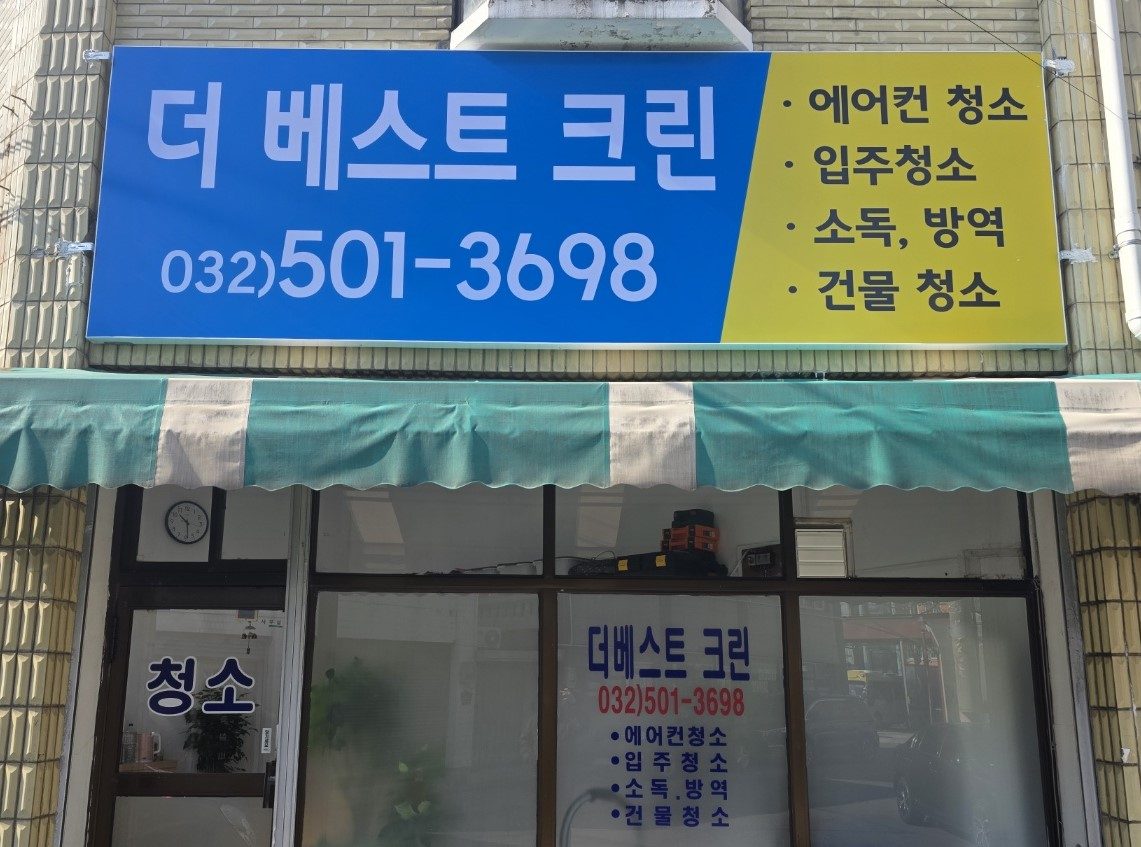 더 베스트 크린
032)501-3698
· 에어컨 청소
· 입주청소
· 소독, 방역
· 건물 청소
청소
더베스트 크린
032)501-3698
•에어컨청소
•입주청소
•소독.방역
•건물청소